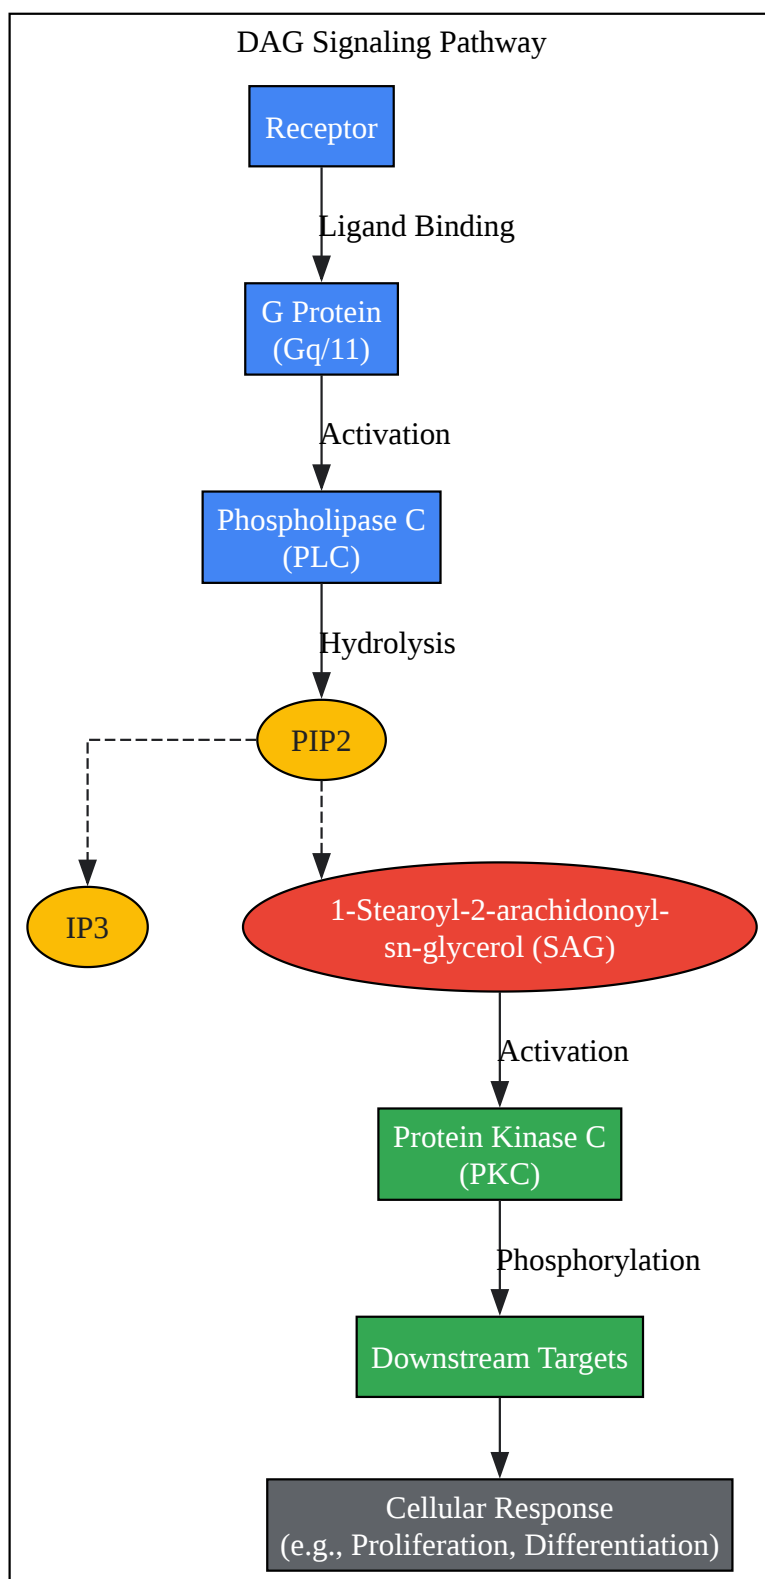 DAG Signaling Pathway
Receptor
Ligand Binding
G Protein
(Gq/11)
Activation
Phospholipase C
(PLC)
Hydrolysis
PIP2
IP3
1-Stearoyl-2-arachidonoyl-
sn-glycerol (SAG)
Activation
Protein Kinase C
(PKC)
Phosphorylation
Downstream Targets
Cellular Response
(e.g., Proliferation, Differentiation)